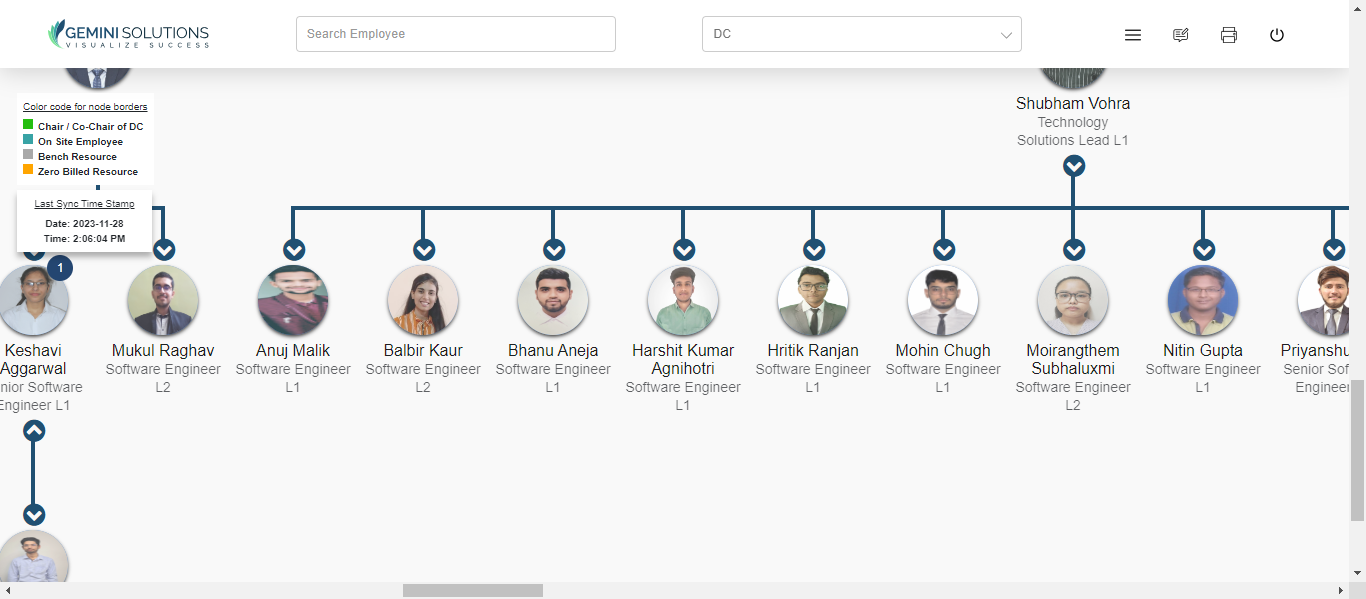 GEMINI SOLUTIONS
VISUALIZE SUCCESS
Search Employee
DC
Color code for node borders
Chair / Co-Chair of DC
On Site Employee
Bench Resource
Zero Billed Resource
Last Sync Time Stamp
Date: 2023-11-28
Time: 2:06:04 PM
Shubham Vohra
Technology
Solutions Lead L1
1
Keshavi
Aggarwal
nior Software
Engineer L1
Mukul Raghav
Software Engineer
L2
Anuj Malik
Software Engineer
L1
Balbir Kaur
Software Engineer
L2
Bhanu Aneja
Software Engineer
L1
Harshit Kumar
Agnihotri
Software Engineer
L1
Hritik Ranjan
Software Engineer
L1
Mohin Chugh
Software Engineer
L1
Moirangthem
Subhaluxmi
Software Engineer
L2
Nitin Gupta
Software Engineer
L1
Priyanshu
Senior Sof
Enginee